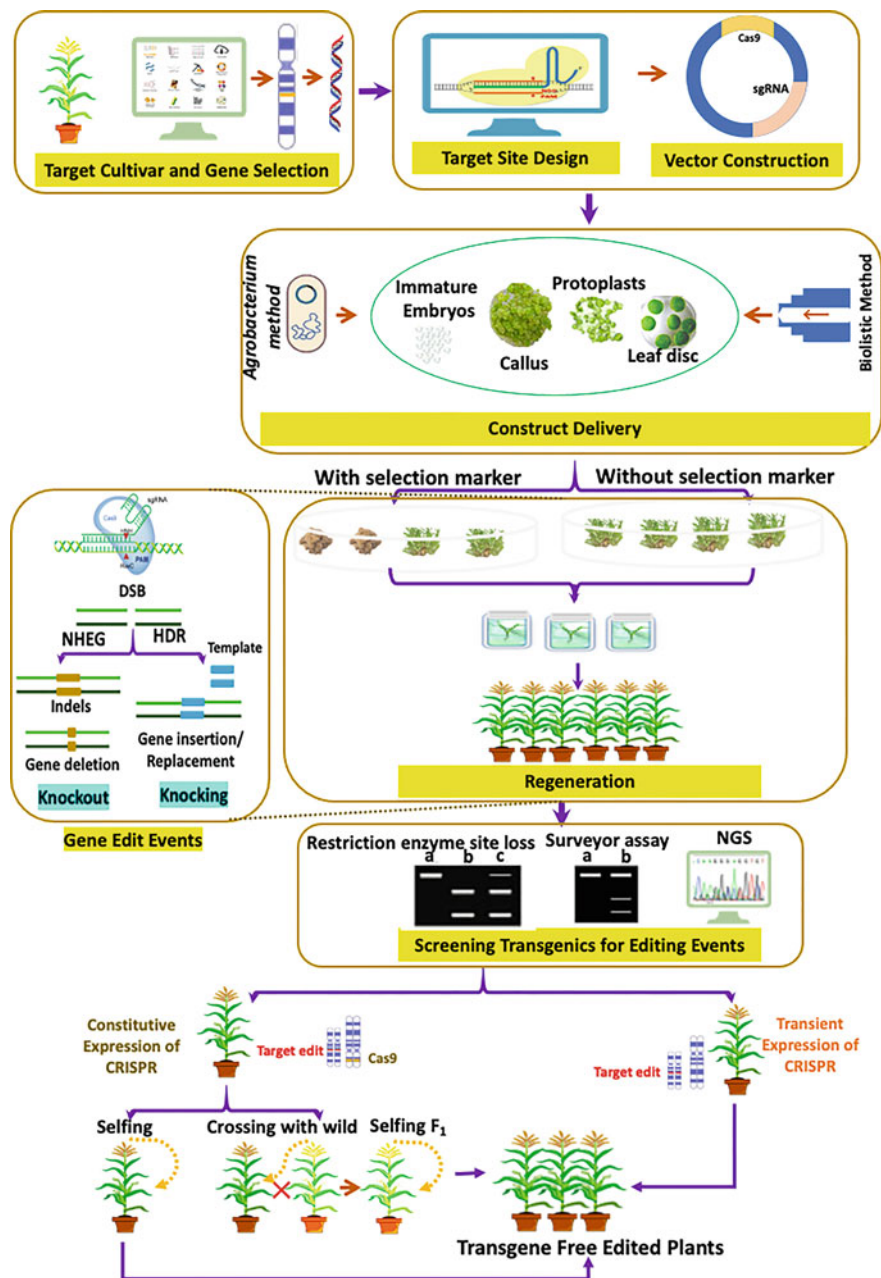 Target Cultivar and Gene Selection
Target Site Design
Cas9
sgRNA
Vector Construction
Agrobacterium
method
Immature
Embryos
Callus
Protoplasts
Leaf disc
Biolistic Method
Construct Delivery
With selection marker
Without selection marker
sgRNA
Cas9
PAM
DSB
NHEG
HDR
Template
Indels
Gene insertion/
Replacement
Gene deletion
Knockout
Knocking
Gene Edit Events
Regeneration
Restriction enzyme site loss
a b c
Surveyor assay
a b
NGS
Screening Transgenics for Editing Events
Constitutive
Expression of
CRISPR
Target edit
Cas9
Target edit
Transient
Expression of
CRISPR
Selfing
Crossing with wild
Selfing F₁
Transgene Free Edited Plants